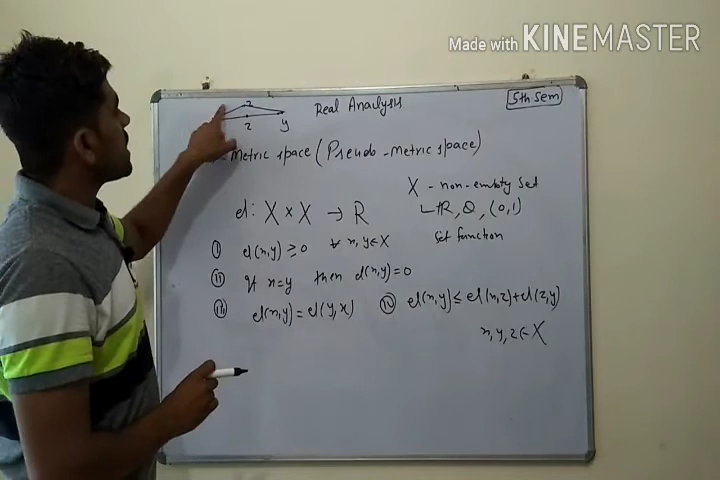 Made with KINEMASTER
Real Analysis
5th Sem
z
z y
Metric space (Pseudo-Metric space)
X - non-empty set
R, Q, (0,1)
Set function
d: X × X → R
(i) d(x,y) ≥ 0 ∀ x,y ∈ X
(ii) If x=y then d(x,y)=0
(iii) d(x,y) = d(y,x)
(iv) d(x,y) ≤ d(x,z)+d(z,y)
x,y,z ∈ X